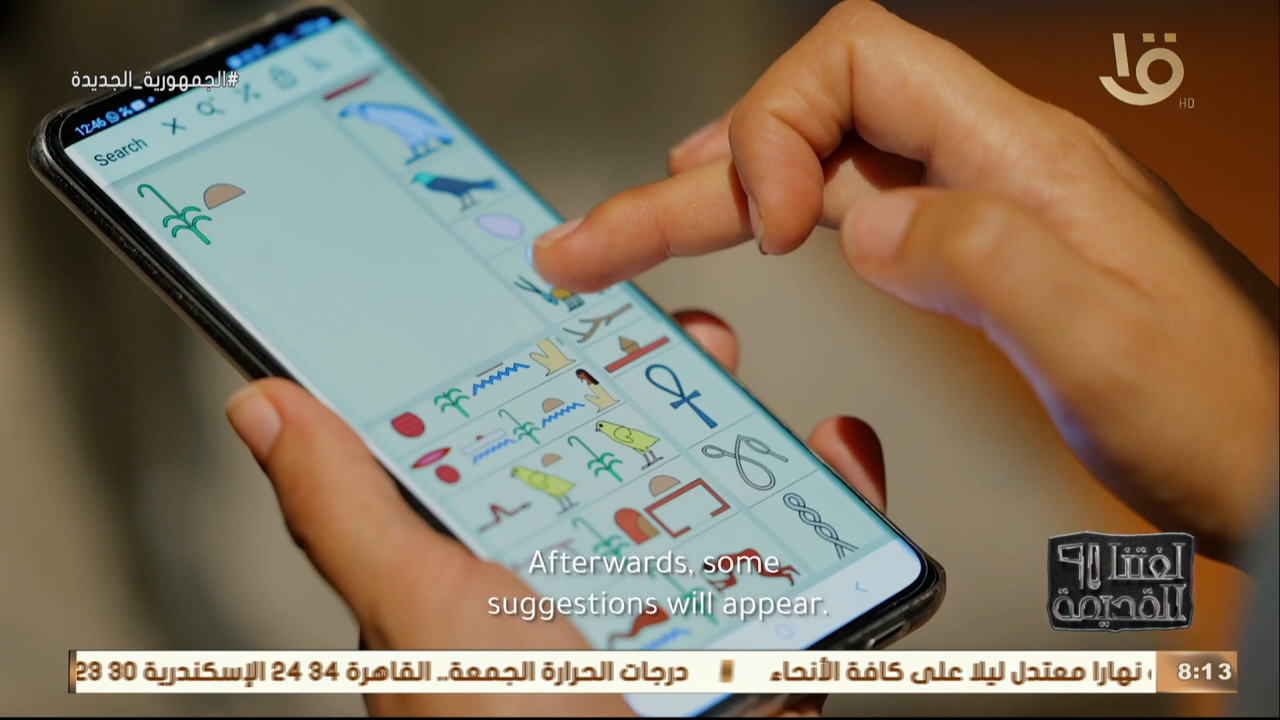 #الجمهورية_الجديدة
HD
12:46
Search
Afterwards, some
suggestions will appear.
لغتنا
القديمة
نهارا معتدل ليلا على كافة الأنحاء
درجات الحرارة الجمعة.. القاهرة 34 24 الإسكندرية 30 23
8:13